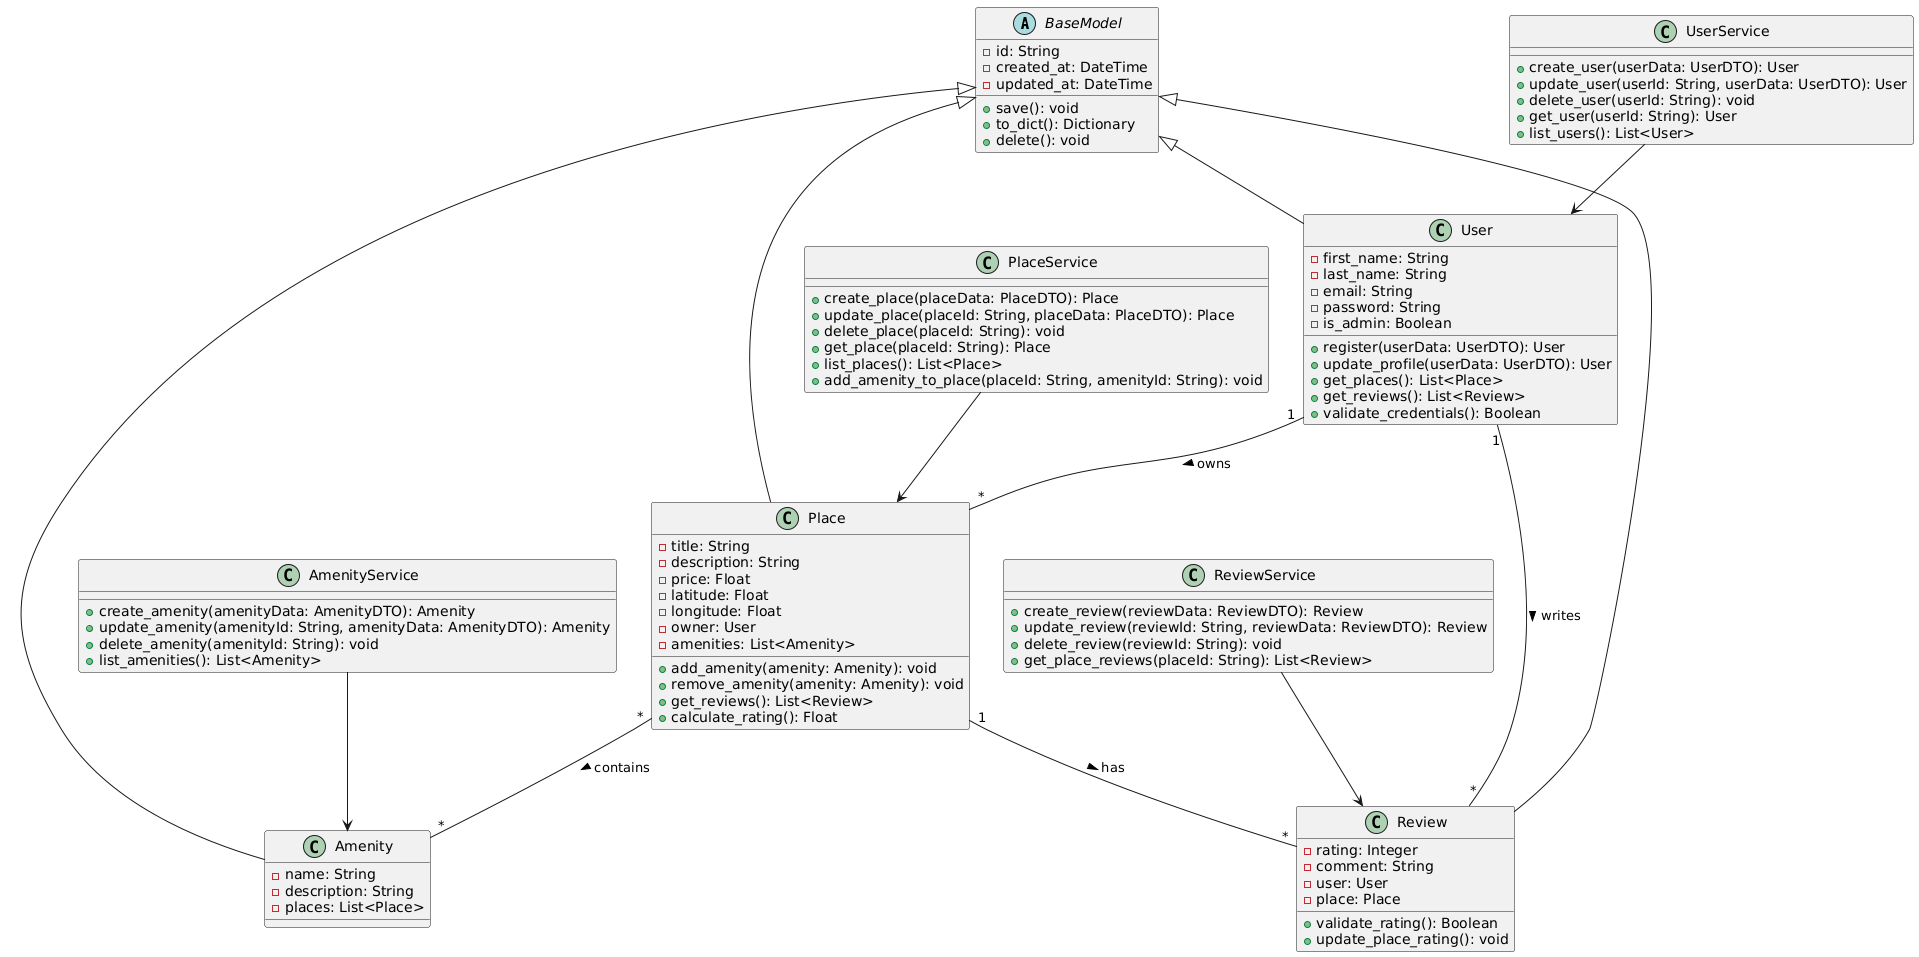 A BaseModel
id: String
created_at: DateTime
updated_at: DateTime
save(): void
to_dict(): Dictionary
delete(): void
C UserService
create_user(userData: UserDTO): User
update_user(userId: String, userData: UserDTO): User
delete_user(userId: String): void
get_user(userId: String): User
list_users(): List<User>
C User
first_name: String
last_name: String
email: String
password: String
is_admin: Boolean
register(userData: UserDTO): User
update_profile(userData: UserDTO): User
get_places(): List<Place>
get_reviews(): List<Review>
validate_credentials(): Boolean
C PlaceService
create_place(placeData: PlaceDTO): Place
update_place(placeId: String, placeData: PlaceDTO): Place
delete_place(placeId: String): void
get_place(placeId: String): Place
list_places(): List<Place>
add_amenity_to_place(placeId: String, amenityId: String): void
1
1
owns
*
C Place
title: String
description: String
price: Float
latitude: Float
longitude: Float
owner: User
amenities: List<Amenity>
add_amenity(amenity: Amenity): void
remove_amenity(amenity: Amenity): void
get_reviews(): List<Review>
calculate_rating(): Float
C AmenityService
create_amenity(amenityData: AmenityDTO): Amenity
update_amenity(amenityId: String, amenityData: AmenityDTO): Amenity
delete_amenity(amenityId: String): void
list_amenities(): List<Amenity>
C ReviewService
create_review(reviewData: ReviewDTO): Review
update_review(reviewId: String, reviewData: ReviewDTO): Review
delete_review(reviewId: String): void
get_place_reviews(placeId: String): List<Review>
writes
*
1
contains
has
*
*
*
C Amenity
name: String
description: String
places: List<Place>
C Review
rating: Integer
comment: String
user: User
place: Place
validate_rating(): Boolean
update_place_rating(): void